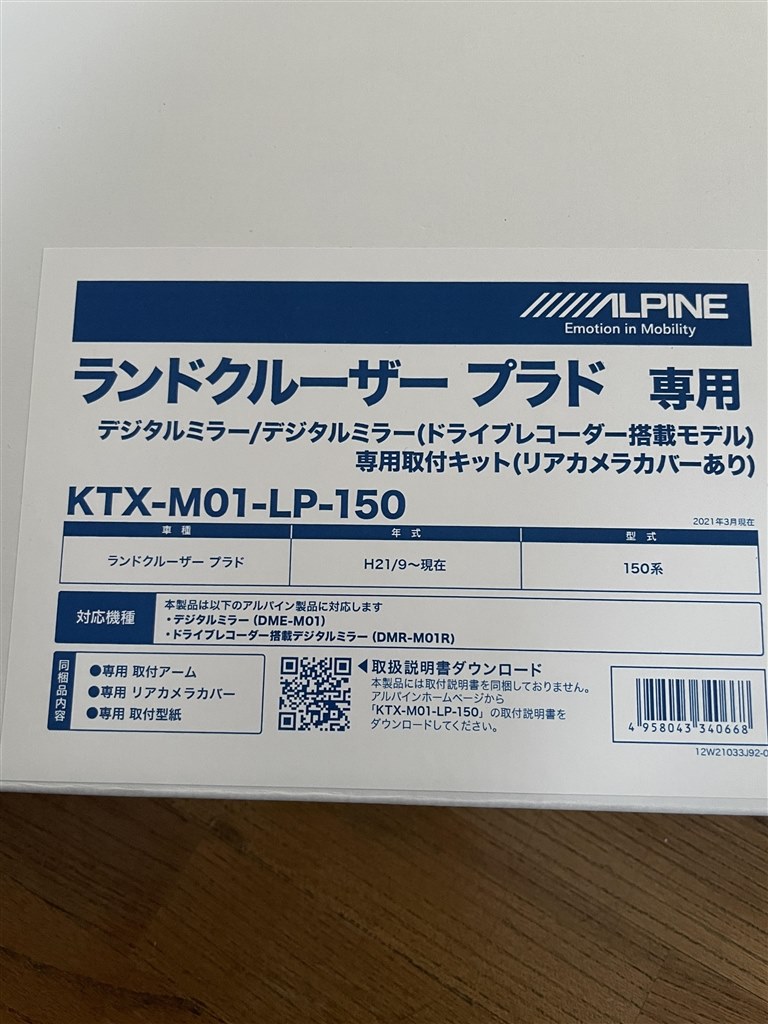 ALPINE
Emotion in Mobility
ランドクルーザー プラド 専用
デジタルミラー/デジタルミラー(ドライブレコーダー搭載モデル)
専用取付キット(リアカメラカバーあり)
KTX-M01-LP-150
2021年3月現在
車種 年式 型式
ランドクルーザー プラド H21/9～現在 150系
対応機種
本製品は以下のアルパイン製品に対応します
・デジタルミラー（DME-M01）
・ドライブレコーダー搭載デジタルミラー（DMR-M01R）
同梱品内容
●専用 取付アーム
●専用 リアカメラカバー
●専用 取付型紙
◀取扱説明書ダウンロード
本製品には取付説明書を同梱しておりません。
アルパインホームページから
「KTX-M01-LP-150」の取付説明書を
ダウンロードしてください。
4 958043 340668
12W21033J92-0